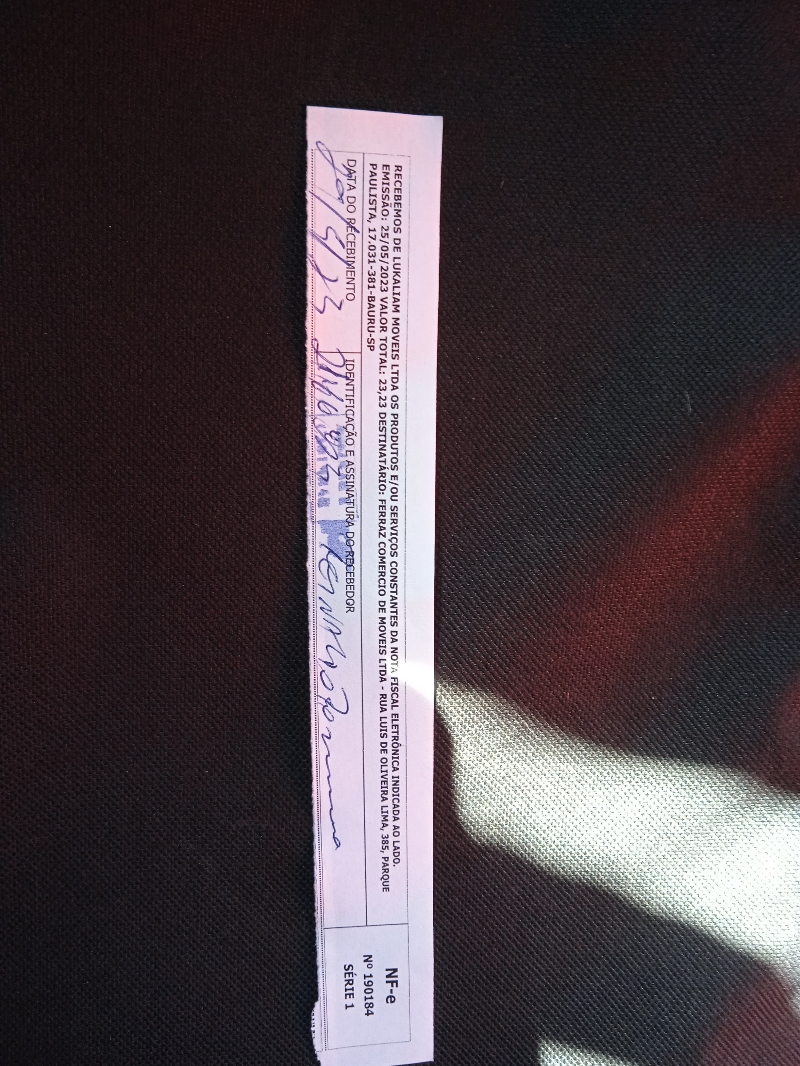 RECEBEMOS DE LUKALIAM MOVEIS LTDA OS PRODUTOS E/OU SERVIÇOS CONSTANTES DA NOTA FISCAL ELETRÔNICA INDICADA AO LADO.
EMISSÃO: 25/05/2023 VALOR TOTAL: 23,23 DESTINATÁRIO: FERRAZ COMERCIO DE MOVEIS LTDA - RUA LUIS DE OLIVEIRA LIMA, 385, PARQUE
PAULISTA, 17.031-381-BAURU-SP
DATA DO RECEBIMENTO
IDENTIFICAÇÃO E ASSINATURA DO RECEBEDOR
NF-e
Nº 190184
SÉRIE 1